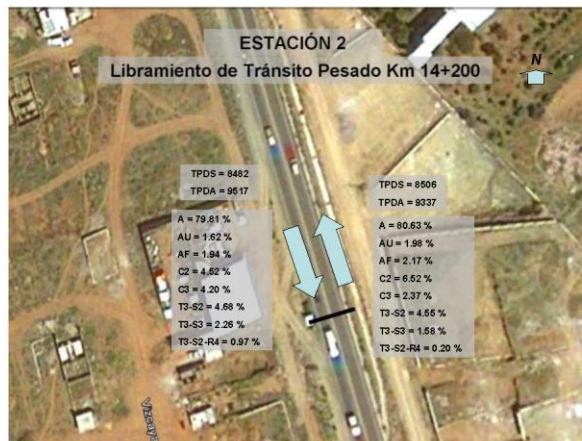 ESTACIÓN 2
Libramiento de Tránsito Pesado Km 14+200
N
TPDS = 8482
TPDA = 9517
A = 79.81 %
AU = 1.62 %
AF = 1.94 %
C2 = 4.52 %
C3 = 4.20 %
T3-S2 = 4.68 %
T3-S3 = 2.26 %
T3-S2-R4 = 0.97 %
TPDS = 8506
TPDA = 9337
A = 80.63 %
AU = 1.98 %
AF = 2.17 %
C2 = 6.52 %
C3 = 2.37 %
T3-S2 = 4.55 %
T3-S3 = 1.58 %
T3-S2-R4 = 0.20 %
Vizcaya